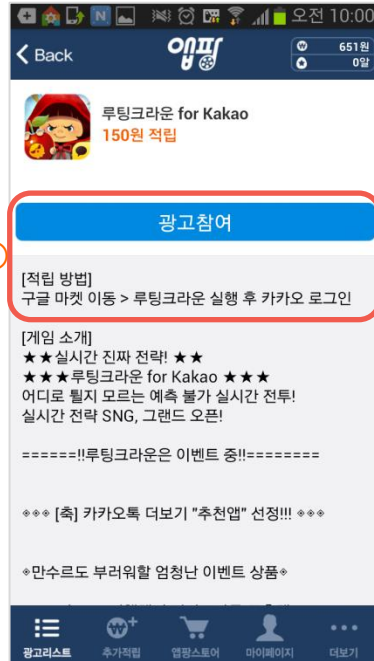 오전 10:00
Back
앱팡
651원
0알
루팅크라운 for Kakao
150원 적립
광고참여
[적립 방법]
구글 마켓 이동 > 루팅크라운 실행 후 카카오 로그인
[게임 소개]
★★실시간 진짜 전략! ★★
★★★루팅크라운 for Kakao ★★★
어디로 튈지 모르는 예측 불가 실시간 전투!
실시간 전략 SNG, 그랜드 오픈!
======!!루팅크라운은 이벤트 중!!========
◈◈◈ [축] 카카오톡 더보기 "추천앱" 선정!!! ◈◈◈
◈만수르도 부러워할 엄청난 이벤트 상품◈
광고리스트
추가적립
앱팡스토어
마이페이지
더보기